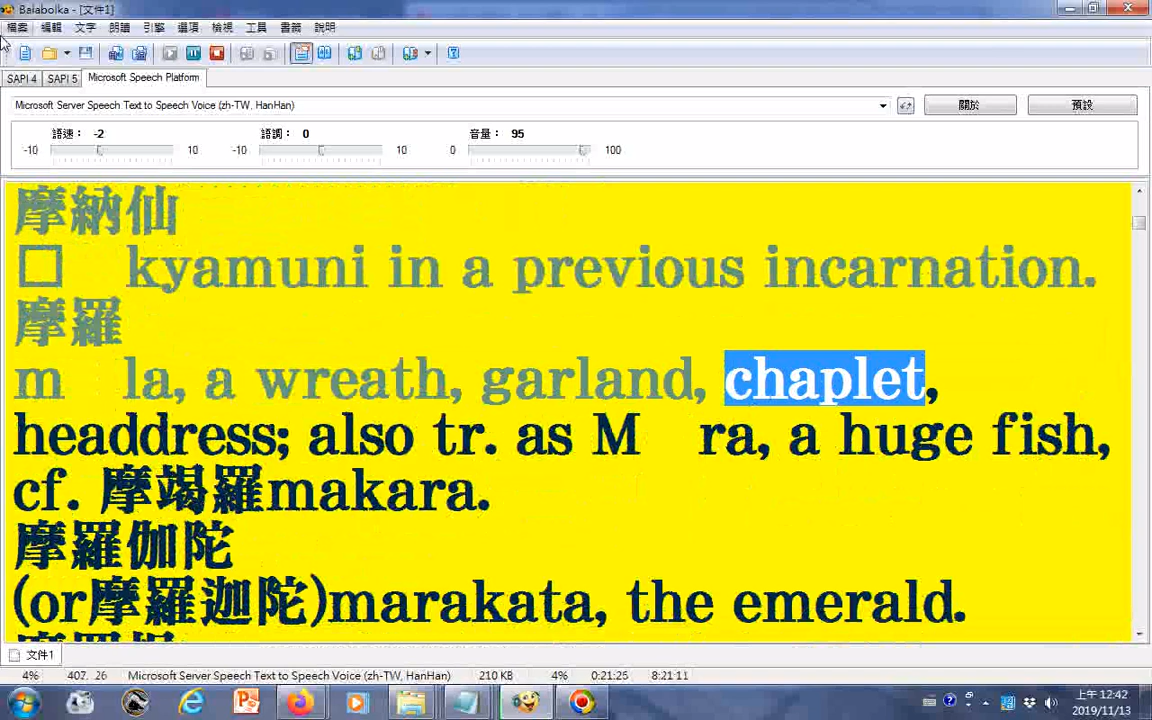 Balabolka - [文件1]
檔案 編輯 文字 朗讀 引擎 選項 檢視 工具 書籤 說明
SAPI 4 SAPI 5 Microsoft Speech Platform
Microsoft Server Speech Text to Speech Voice (zh-TW, HanHan) 關於 預設
語速： -2 語調： 0 音量： 95
-10 10 -10 10 0 100
摩納仙
□ kyamuni in a previous incarnation.
摩羅
m la, a wreath, garland, chaplet,
headdress; also tr. as M ra, a huge fish,
cf. 摩竭羅makara.
摩羅伽陀
(or摩羅迦陀)marakata, the emerald.
文件1
4% 407. 26 Microsoft Server Speech Text to Speech Voice (zh-TW, HanHan) 210 KB 4% 0:21:25 8:21:11
上午 12:42
2019/11/13